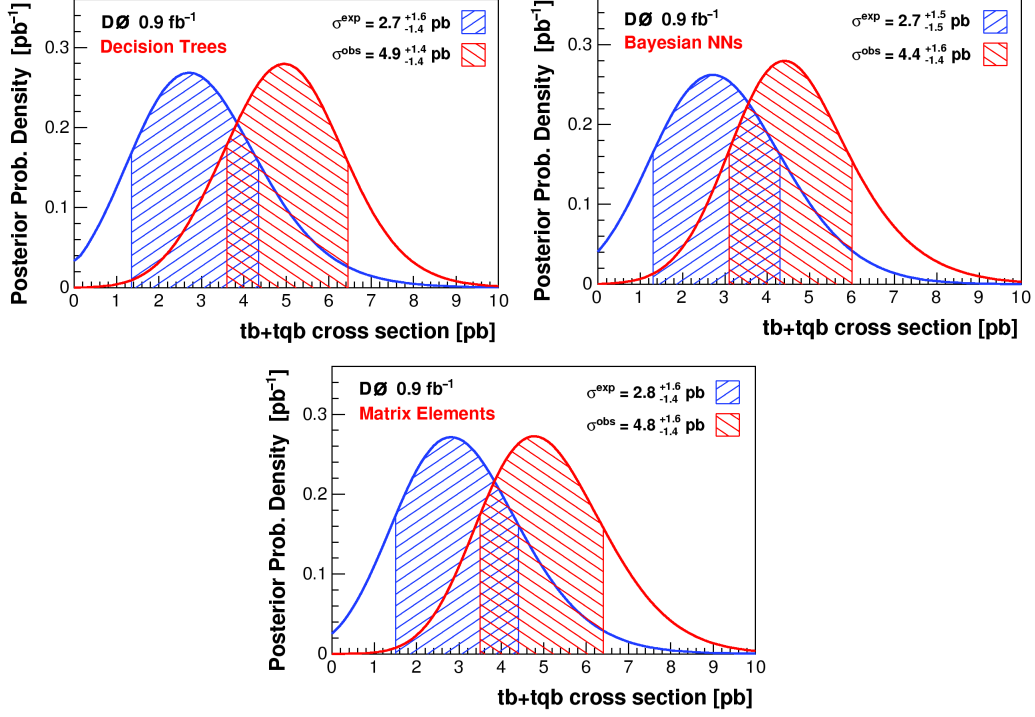 DØ 0.9 fb⁻¹
Decision Trees
σᵉˣᵖ = 2.7 +1.6 -1.4 pb
σᵒᵇˢ = 4.9 +1.4 -1.4 pb
Posterior Prob. Density [pb⁻¹]
0.3
0.2
0.1
0
0 1 2 3 4 5 6 7 8 9 10
tb+tqb cross section [pb]
DØ 0.9 fb⁻¹
Bayesian NNs
σᵉˣᵖ = 2.7 +1.5 -1.5 pb
σᵒᵇˢ = 4.4 +1.6 -1.4 pb
Posterior Prob. Density [pb⁻¹]
0.3
0.2
0.1
0
0 1 2 3 4 5 6 7 8 9 10
tb+tqb cross section [pb]
DØ 0.9 fb⁻¹
Matrix Elements
σᵉˣᵖ = 2.8 +1.6 -1.4 pb
σᵒᵇˢ = 4.8 +1.6 -1.4 pb
Posterior Prob. Density [pb⁻¹]
0.3
0.2
0.1
0
0 1 2 3 4 5 6 7 8 9 10
tb+tqb cross section [pb]